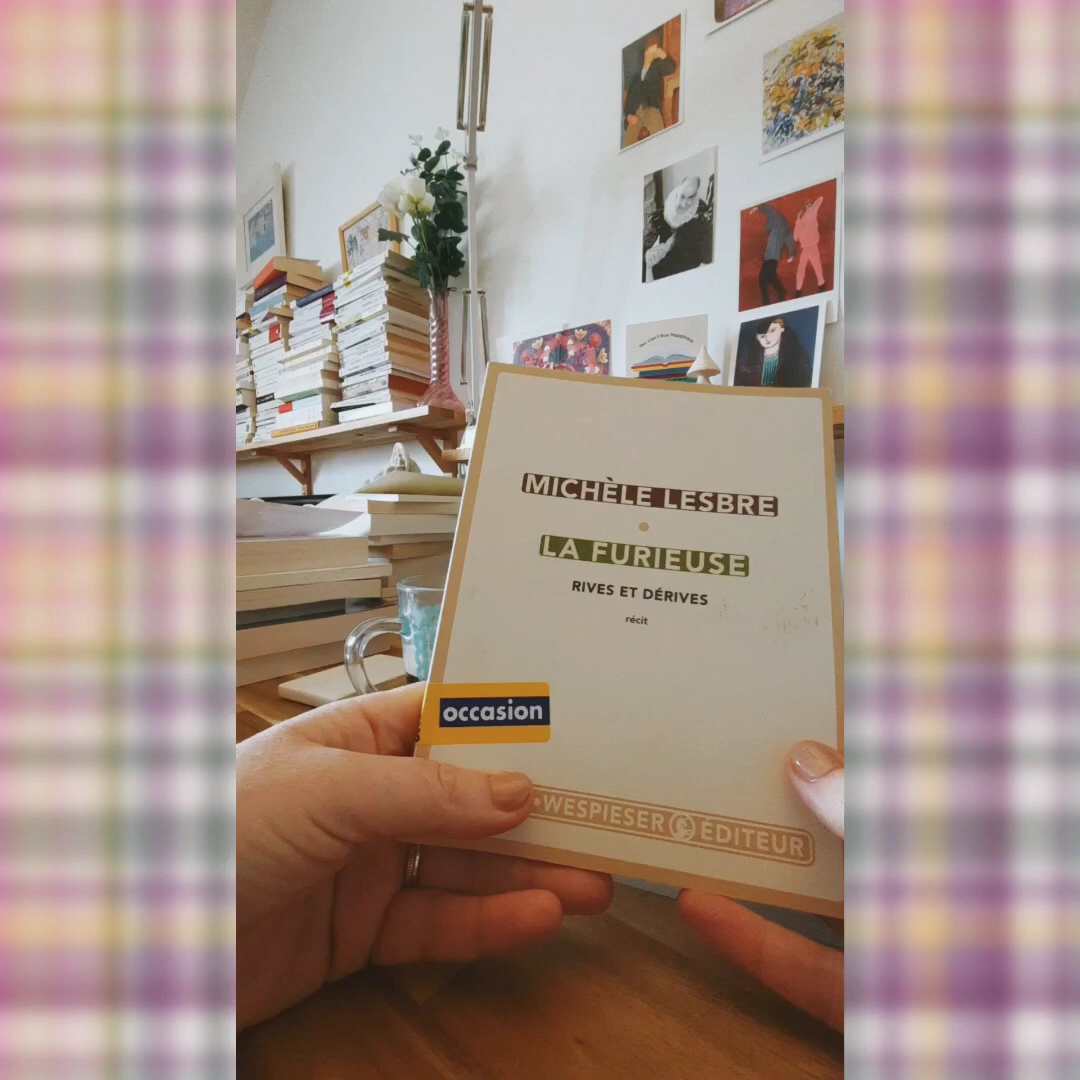 MICHÈLE LESBRE
LA FURIEUSE
RIVES ET DÉRIVES
récit
occasion
WESPIESER ÉDITEUR